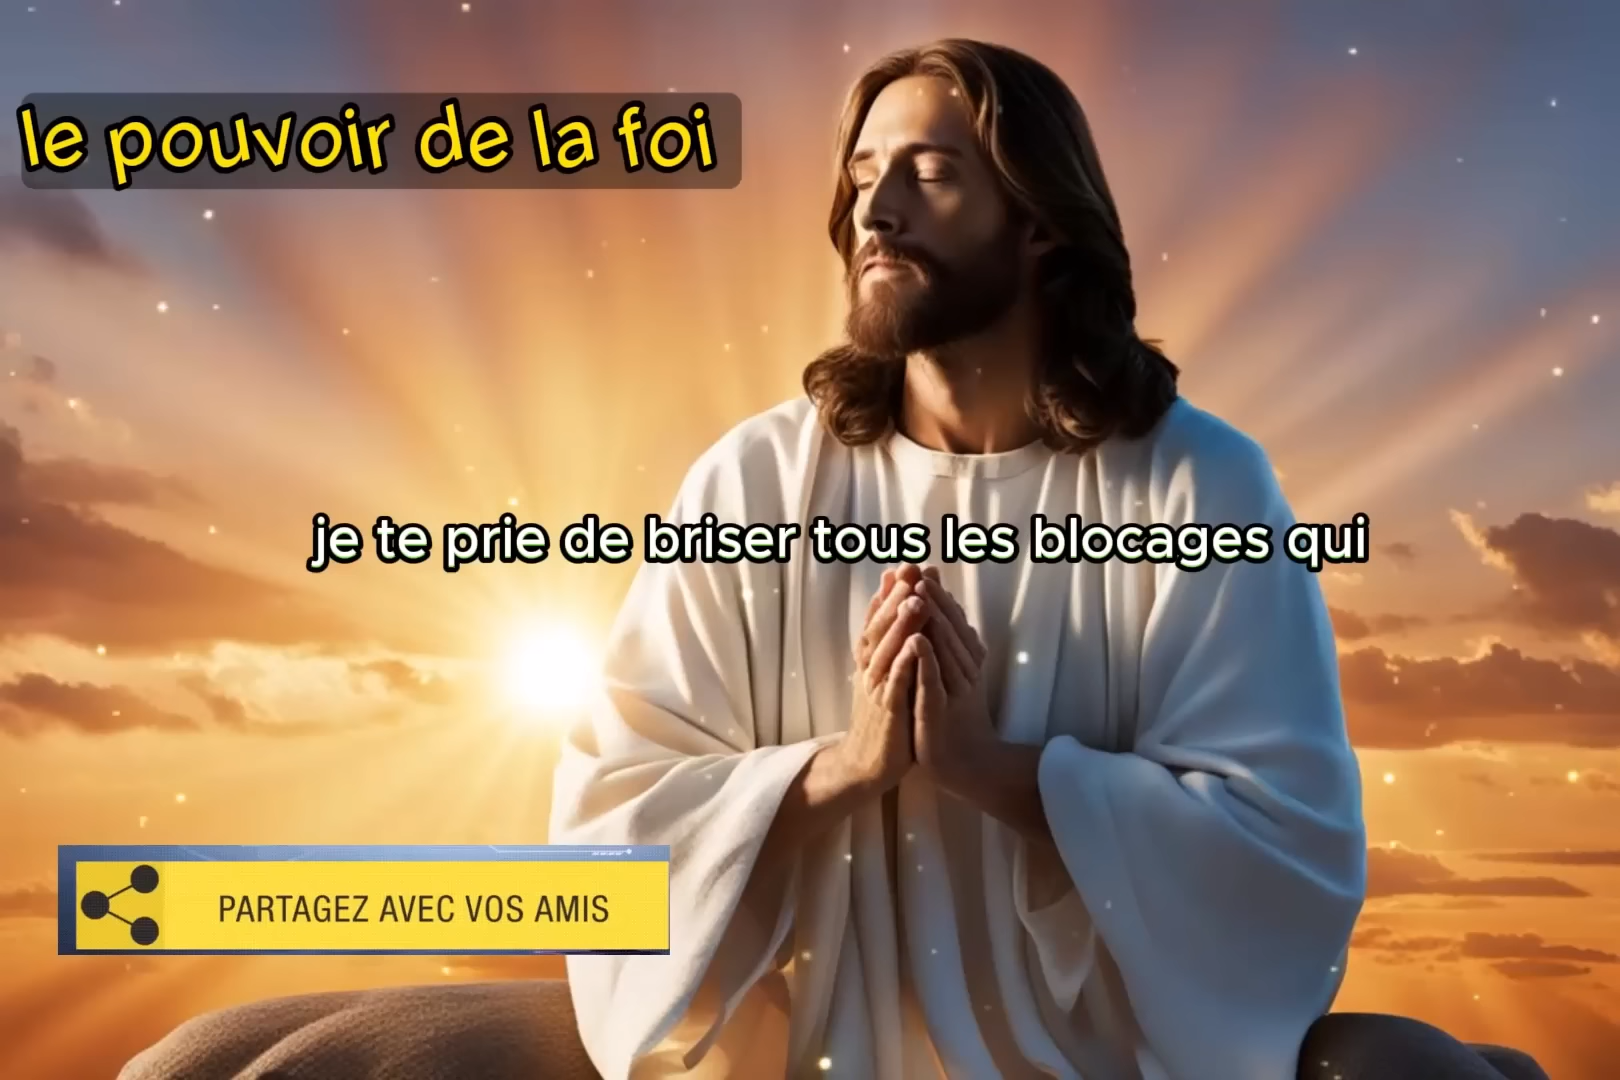 le pouvoir de la foi
je te prie de briser tous les blocages qui
PARTAGEZ AVEC VOS AMIS